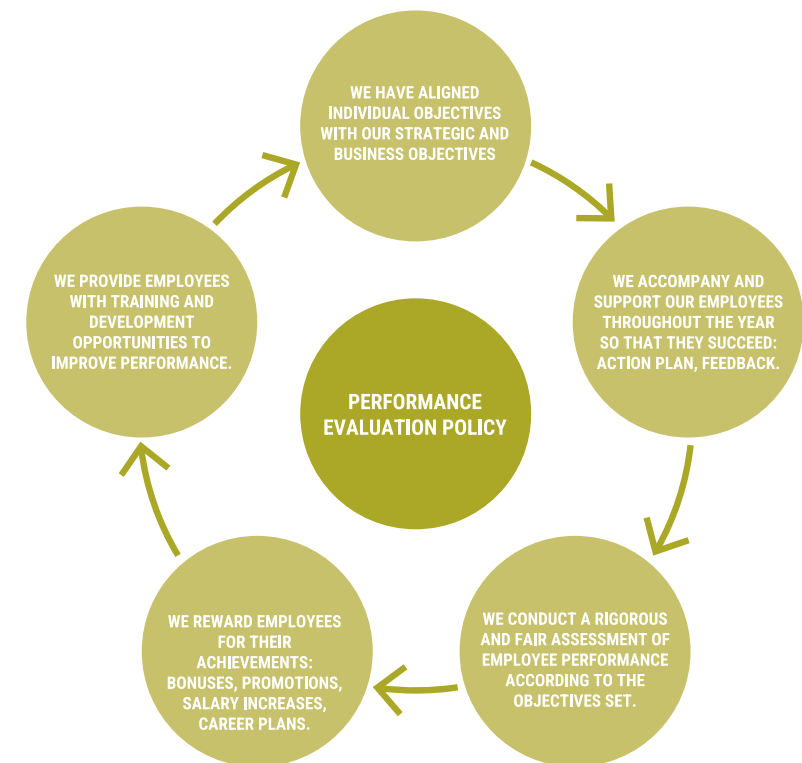 WE HAVE ALIGNED
INDIVIDUAL OBJECTIVES
WITH OUR STRATEGIC AND
BUSINESS OBJECTIVES
WE ACCOMPANY AND
SUPPORT OUR EMPLOYEES
THROUGHOUT THE YEAR
SO THAT THEY SUCCEED:
ACTION PLAN, FEEDBACK.
WE CONDUCT A RIGOROUS
AND FAIR ASSESSMENT OF
EMPLOYEE PERFORMANCE
ACCORDING TO THE
OBJECTIVES SET.
WE REWARD EMPLOYEES
FOR THEIR
ACHIEVEMENTS:
BONUSES, PROMOTIONS,
SALARY INCREASES,
CAREER PLANS.
WE PROVIDE EMPLOYEES
WITH TRAINING AND
DEVELOPMENT
OPPORTUNITIES TO
IMPROVE PERFORMANCE.
PERFORMANCE
EVALUATION POLICY